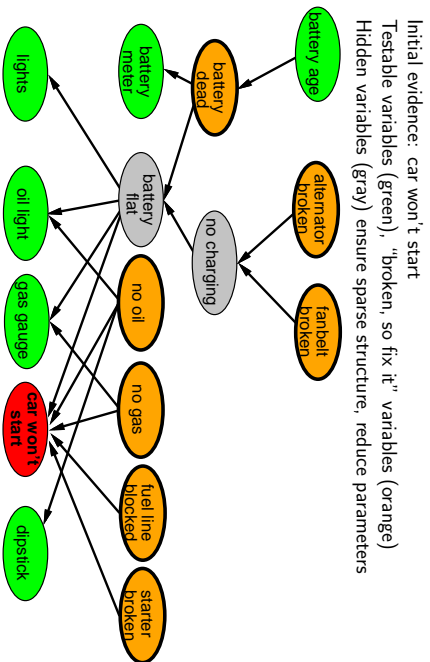 Initial evidence: car won't start
Testable variables (green), "broken, so fix it" variables (orange)
Hidden variables (gray) ensure sparse structure, reduce parameters
battery age
alternator
broken
fanbelt
broken
battery
dead
no charging
battery
meter
battery
flat
no oil
no gas
fuel line
blocked
starter
broken
lights
oil light
gas gauge
car won't
start
dipstick